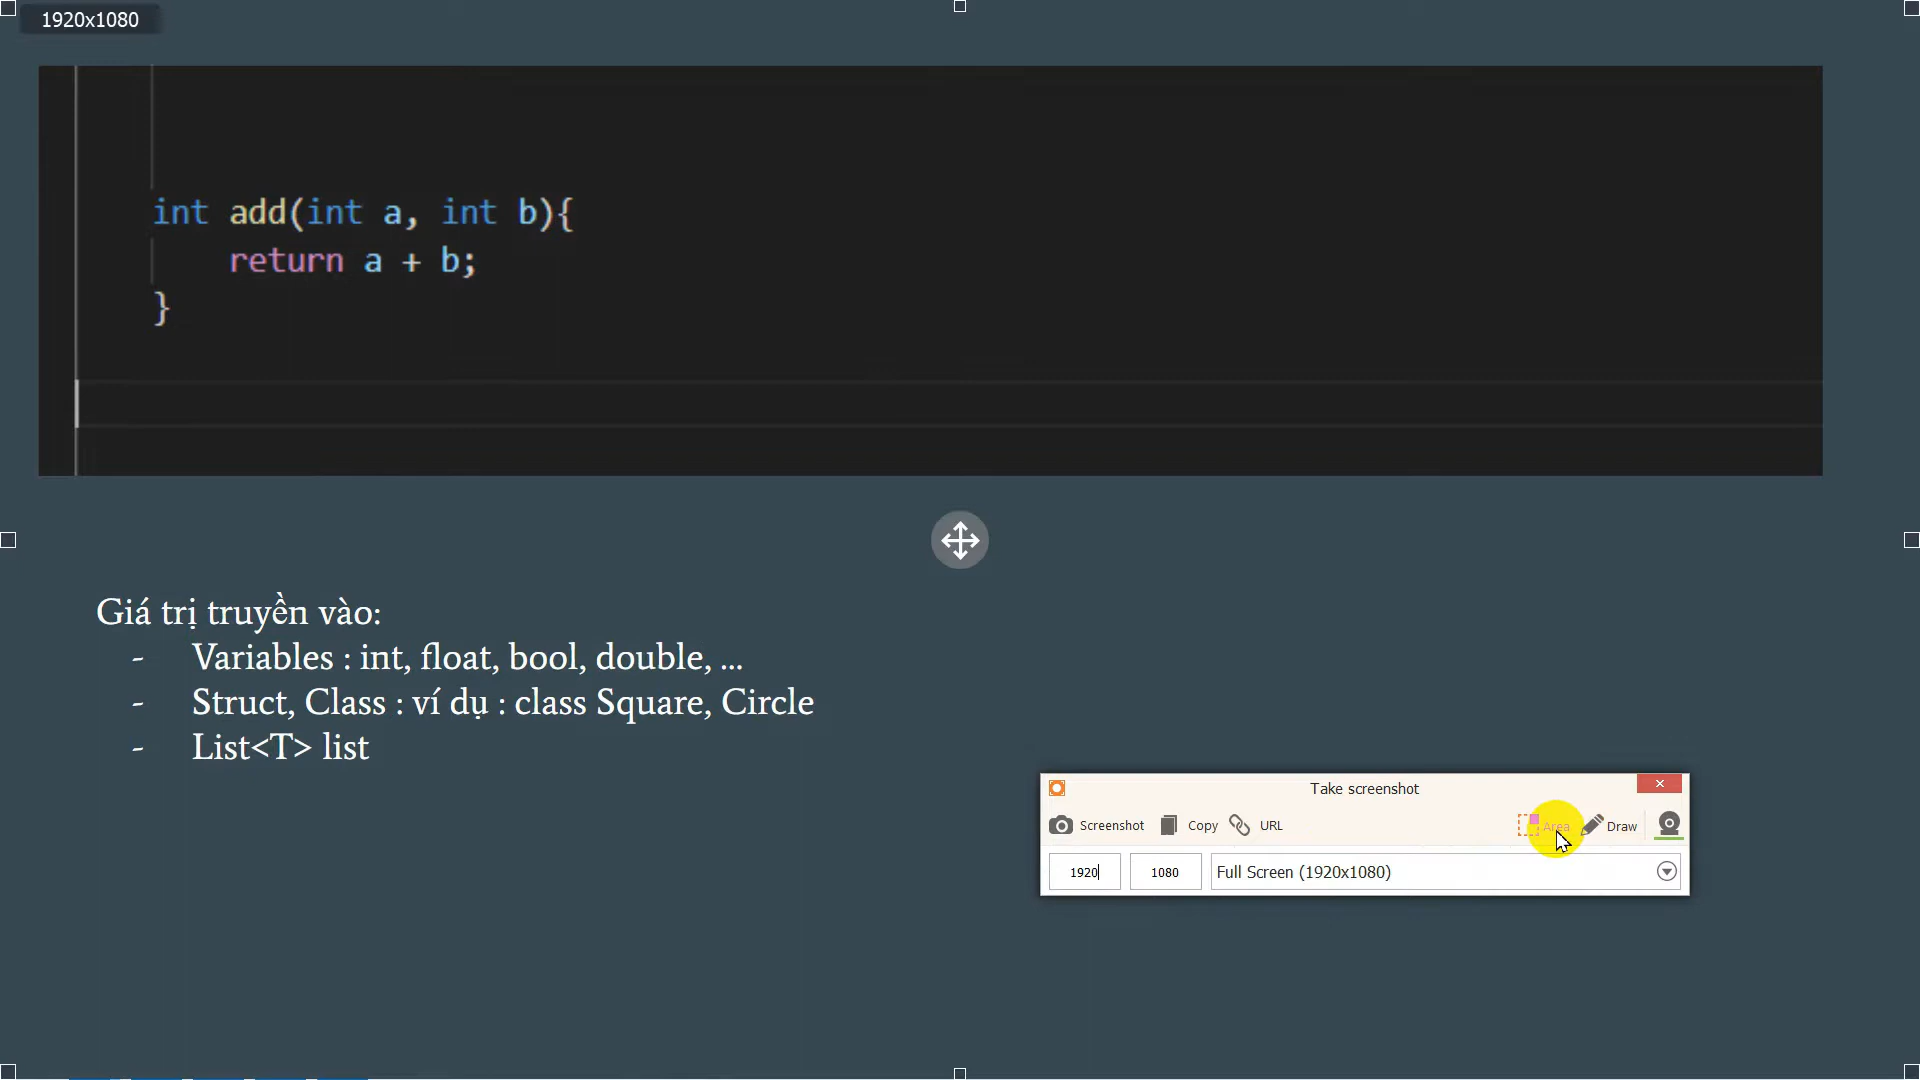 1920x1080
int add(int a, int b){
return a + b;
}
Giá trị truyền vào:
- Variables : int, float, bool, double, ...
- Struct, Class : ví dụ : class Square, Circle
- List<T> list
Take screenshot
Screenshot Copy URL Area Draw
1920 1080 Full Screen (1920x1080)